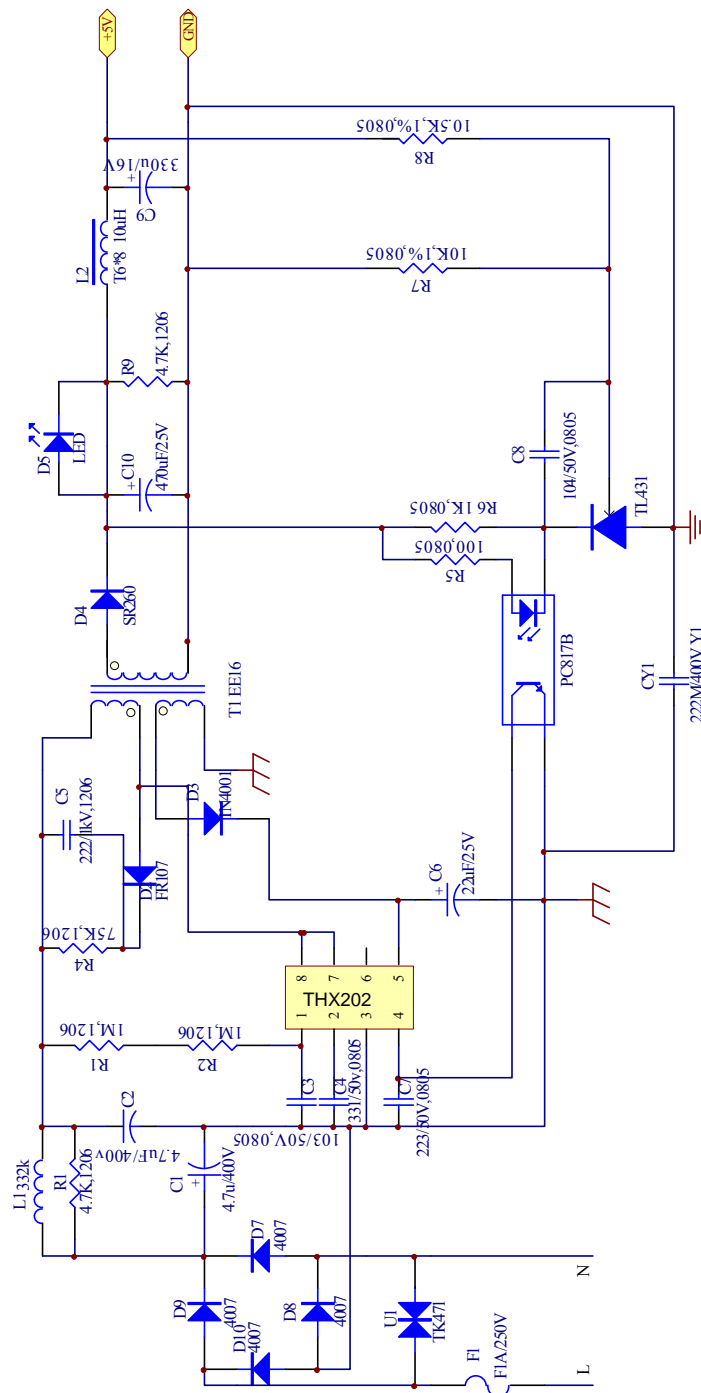 +5V
GND
10.5K,1%,0805
R8
330u/16V
+
C9
L2
T6*8 10uH
10K,1%,0805
R7
R9
4.7K,1206
D5
LED
+
C10
470uF/25V
C8
104/50V,0805
R6 1K,0805
100,0805
R5
TL431
D4
SR260
PC817B
T1 EE16
CY1
222M/400V Y1
C5
222/1kV,1206
D3
1N4001
D2
FR107
75K,1206
R4
+
C6
22uF/25V
8
7
6
5
THX202
1
2
3
4
1M,1206
R1
1M,1206
R2
C3
103/50V,0805
C4
331/50v,0805
C7
223/50V,0805
C2
4.7uF/400v
L1
332k
R1
4.7K,1206
C1
+
4.7u/400V
D7
4007
D9
4007
D10
4007
D8
4007
U1
TK471
F1
F1A/250V
N
L